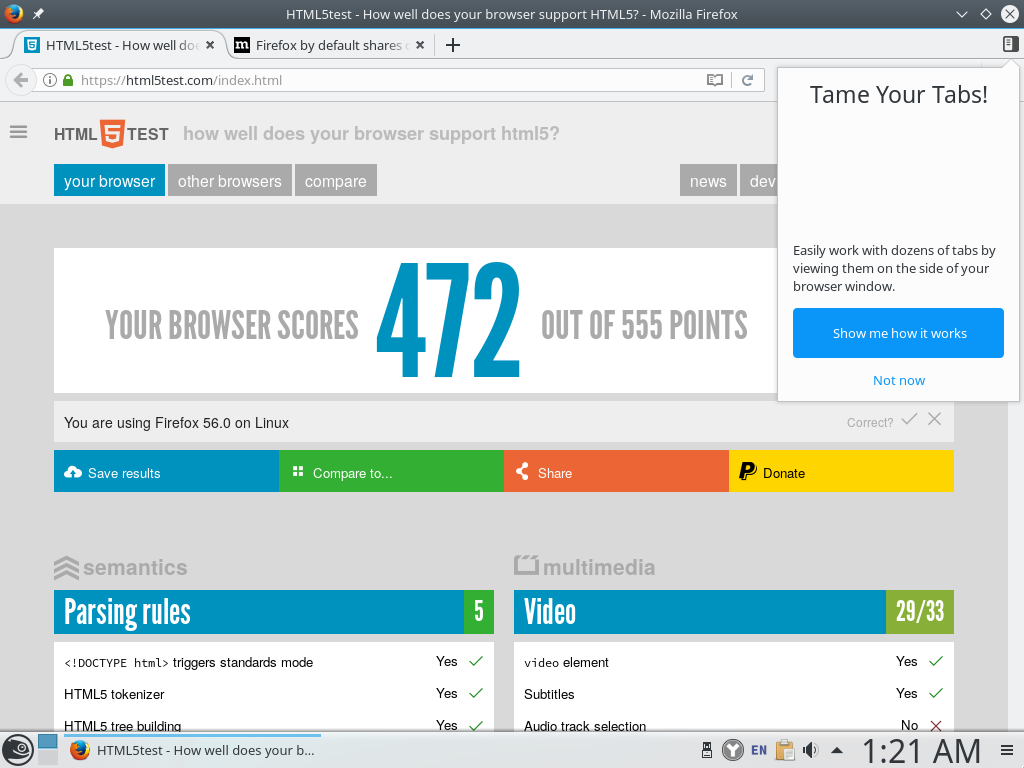 HTML5test - How well does your browser support HTML5? - Mozilla Firefox
HTML5test - How well doe
Firefox by default shares
https://html5test.com/index.html
Tame Your Tabs!
Easily work with dozens of tabs by
viewing them on the side of your
browser window.
Show me how it works
Not now
HTML 5 TEST how well does your browser support html5?
your browser other browsers compare news dev
YOUR BROWSER SCORES 472 OUT OF 555 POINTS
You are using Firefox 56.0 on Linux Correct?
Save results Compare to... Share Donate
semantics
Parsing rules 5
<!DOCTYPE html> triggers standards mode Yes
HTML5 tokenizer Yes
HTML5 tree building Yes
multimedia
Video 29/33
video element Yes
Subtitles Yes
Audio track selection No
HTML5test - How well does your b...
EN
1:21 AM